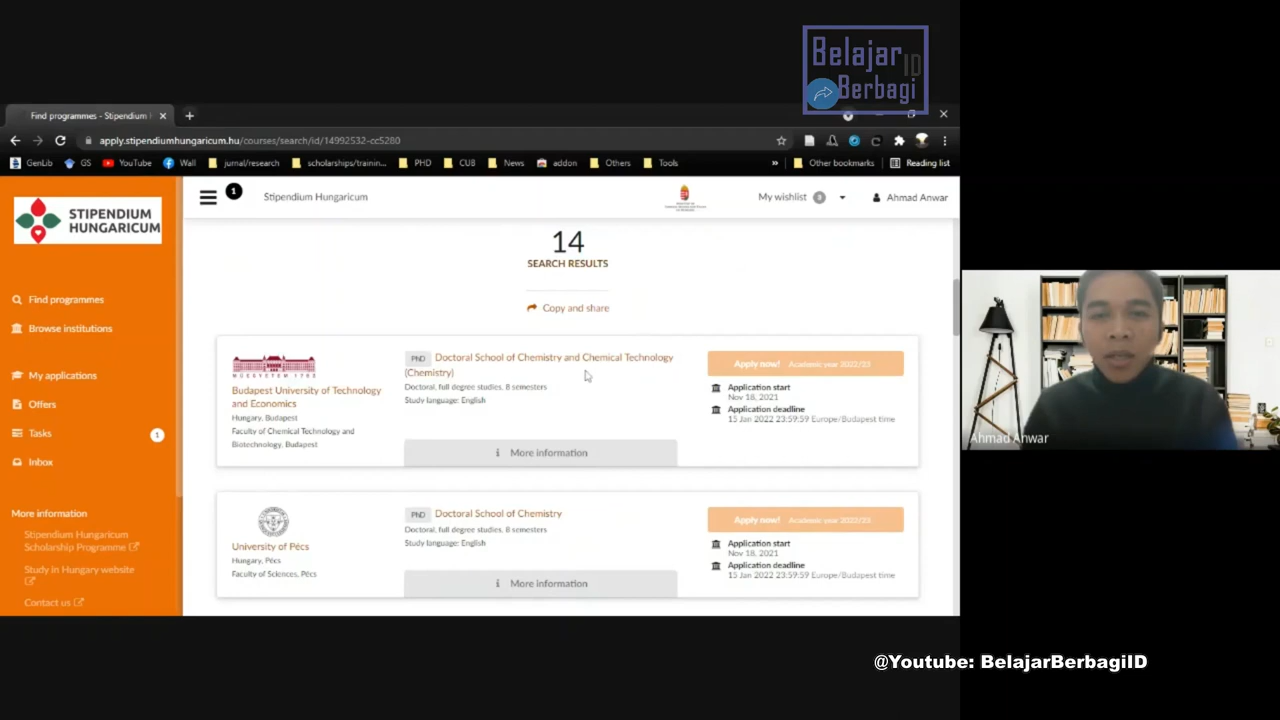 Belajar
ID
Berbagi
Find programmes - Stipendium H
apply.stipendiumhungaricum.hu/courses/search/id/14992532-cc5280
GenLib
GS
YouTube
Wall
jurnal/research
scholarships/trainin...
PHD
CUB
News
addon
Others
Tools
»
Other bookmarks
Reading list
STIPENDIUM
HUNGARICUM
1
Stipendium Hungaricum
My wishlist
Ahmad Anwar
Find programmes
Browse institutions
My applications
Offers
Tasks
1
Inbox
More information
Stipendium Hungaricum
Scholarship Programme
Study in Hungary website
Contact us
14
SEARCH RESULTS
Copy and share
MŰEGYETEM 1782
Budapest University of Technology
and Economics
Hungary, Budapest
Faculty of Chemical Technology and
Biotechnology, Budapest
PhD Doctoral School of Chemistry and Chemical Technology
(Chemistry)
Doctoral, full degree studies, 8 semesters
Study language: English
More information
Apply now! Academic year 2022/23
Application start
Nov 18, 2021
Application deadline
15 Jan 2022 23:59:59 Europe/Budapest time
University of Pécs
Hungary, Pécs
Faculty of Sciences, Pécs
PhD Doctoral School of Chemistry
Doctoral, full degree studies, 8 semesters
Study language: English
More information
Apply now! Academic year 2022/23
Application start
Nov 18, 2021
Application deadline
15 Jan 2022 23:59:59 Europe/Budapest time
Ahmad Anwar
@Youtube: BelajarBerbagiID